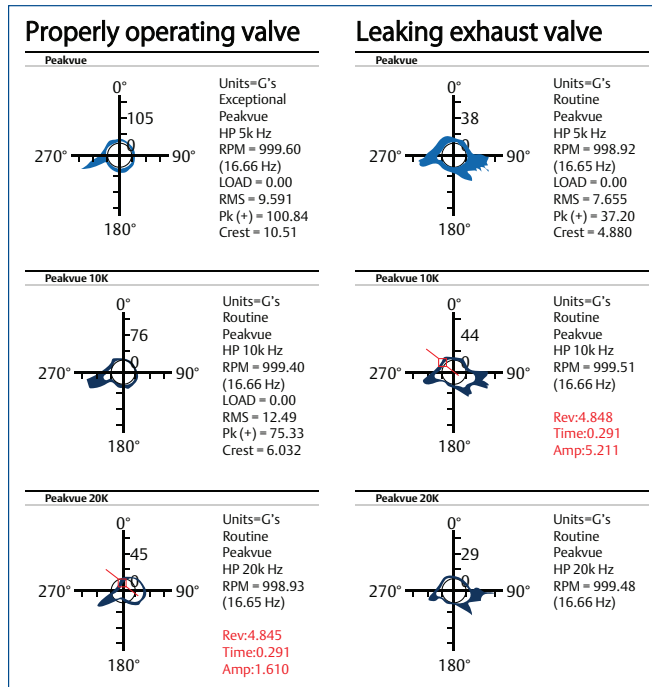 Properly operating valve
Peakvue
0°
105
0
270°
90°
180°
Units=G's
Exceptional
Peakvue
HP 5k Hz
RPM = 999.60
(16.66 Hz)
LOAD = 0.00
RMS = 9.591
Pk (+) = 100.84
Crest = 10.51
Peakvue 10K
0°
76
0
270°
90°
180°
Units=G's
Routine
Peakvue
HP 10k Hz
RPM = 999.40
(16.66 Hz)
LOAD = 0.00
RMS = 12.49
Pk (+) = 75.33
Crest = 6.032
Peakvue 20K
0°
45
0
270°
90°
180°
Units=G's
Routine
Peakvue
HP 20k Hz
RPM = 998.93
(16.65 Hz)
Rev:4.845
Time:0.291
Amp:1.610
Leaking exhaust valve
Peakvue
0°
38
0
270°
90°
180°
Units=G's
Routine
Peakvue
HP 5k Hz
RPM = 998.92
(16.65 Hz)
LOAD = 0.00
RMS = 7.655
Pk (+) = 37.20
Crest = 4.880
Peakvue 10K
0°
44
0
270°
90°
180°
Units=G's
Routine
Peakvue
HP 10k Hz
RPM = 999.51
(16.66 Hz)
Rev:4.848
Time:0.291
Amp:5.211
Peakvue 20K
0°
29
0
270°
90°
180°
Units=G's
Routine
Peakvue
HP 20k Hz
RPM = 999.48
(16.66 Hz)